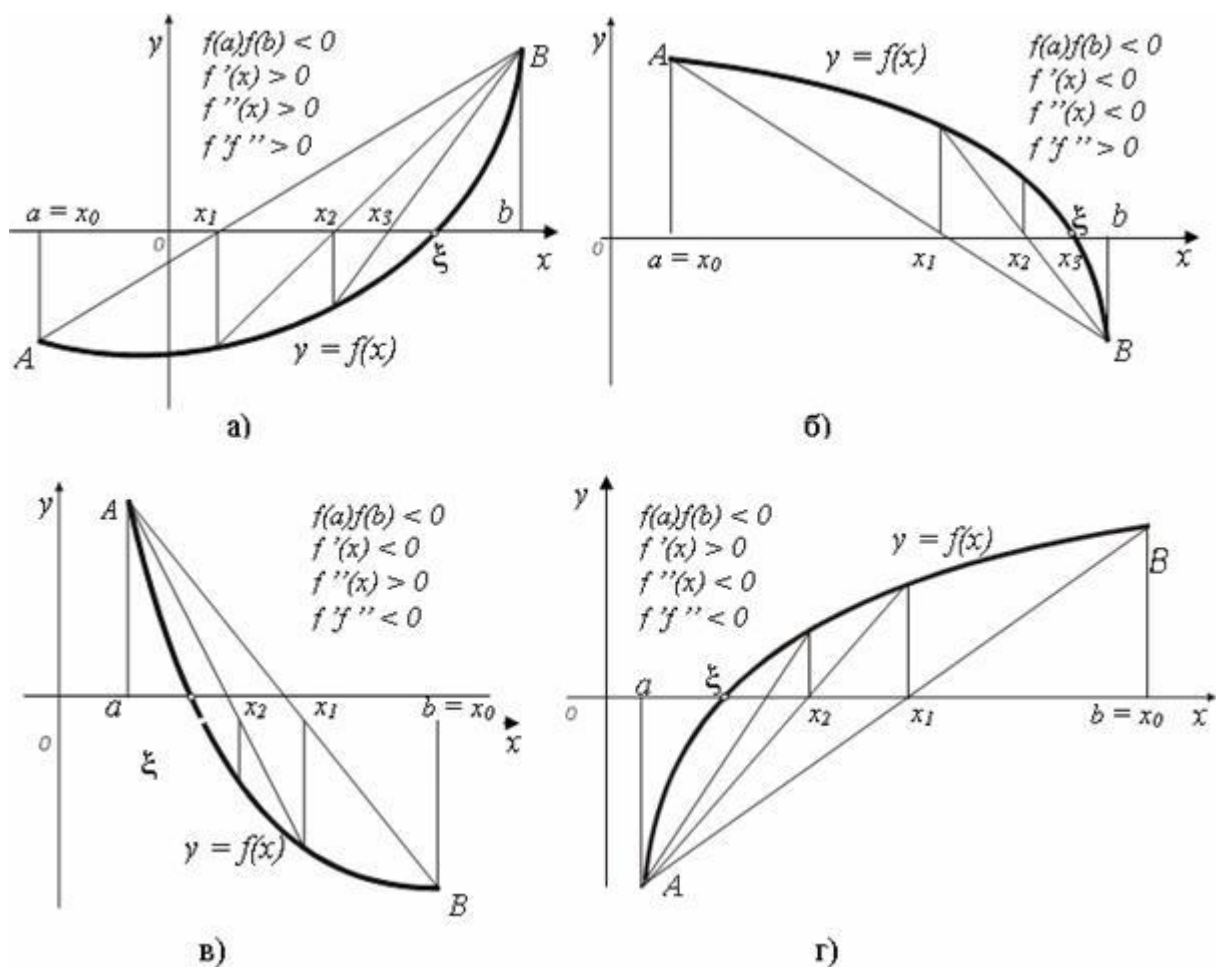 y
f(a)f(b) < 0
f '(x) > 0
f ''(x) > 0
f 'f '' > 0
B
a = x0 x1 x2 x3 b
0 ξ x
A
y = f(x)
а)
y
A
y = f(x)
f(a)f(b) < 0
f '(x) < 0
f ''(x) < 0
f 'f '' > 0
ξ b
0 a = x0 x1 x2 x3 x
B
б)
y
A
f(a)f(b) < 0
f '(x) < 0
f ''(x) > 0
f 'f '' < 0
a x2 x1 b = x0
0 x
ξ
y = f(x)
B
в)
y
f(a)f(b) < 0
f '(x) > 0
f ''(x) < 0
f 'f '' < 0
y = f(x)
B
a ξ
0 x2 x1 b = x0 x
A
г)